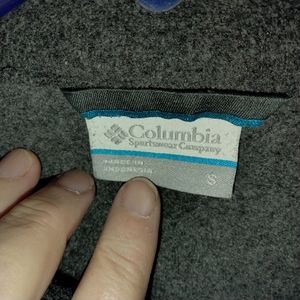 Columbia
Sportswear Company
MADE IN
INDONESIA
S